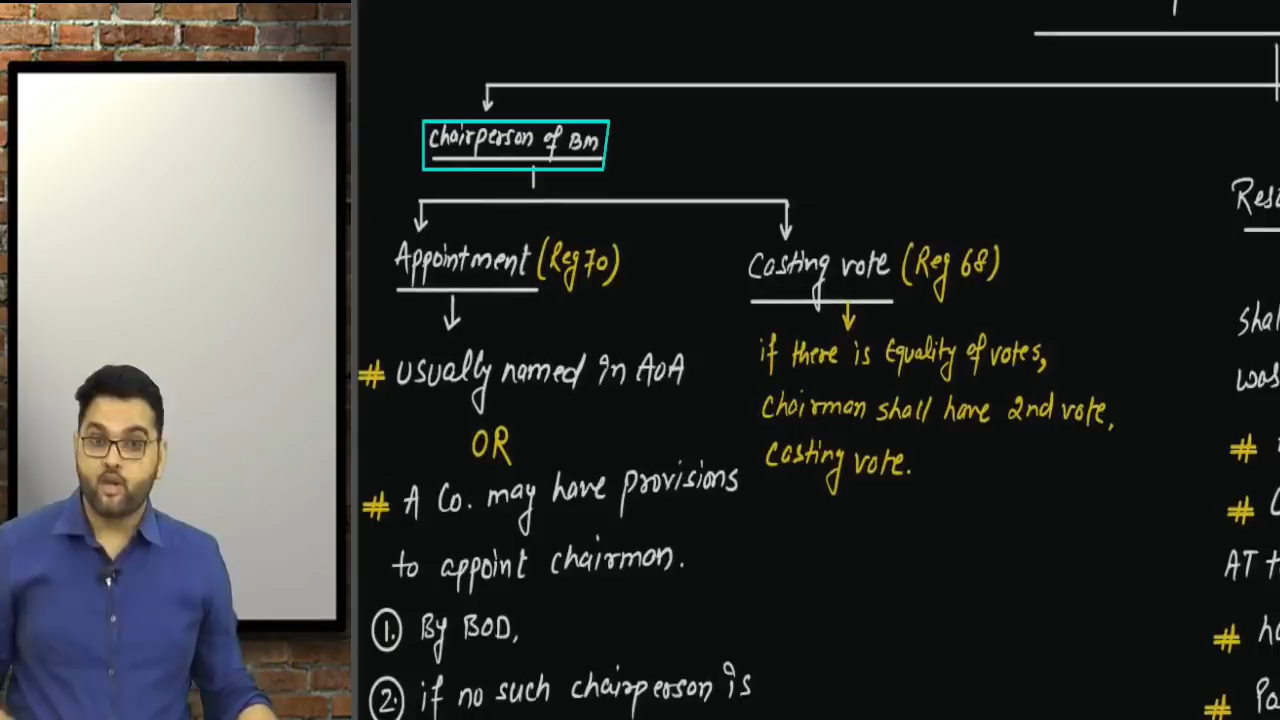 Chairperson of BM
Appointment (Reg 70)
usually named in AOA
OR
# A Co. may have provisions
to appoint chairman.
1. By BOD,
2. if no such chairperson is
Casting vote (Reg 68)
if there is Equality of votes,
Chairman shall have 2nd vote,
Casting vote.
#
#
AT
#
#